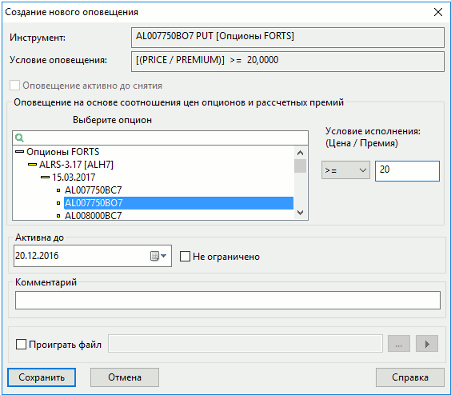 Создание нового оповещения
Инструмент: AL007750BO7 PUT [Опционы FORTS]
Условие оповещения: [(PRICE / PREMIUM)] >= 20,0000
Оповещение активно до снятия
Оповещение на основе соотношения цен опционов и рассчетных премий
Выберите опцион
Условие исполнения:
(Цена / Премия)
Опционы FORTS
ALRS-3.17 [ALH7]
>= 20
15.03.2017
AL007750BC7
AL007750BO7
AL008000BC7
Активна до
20.12.2016 Не ограничено
Комментарий
Проиграть файл ...
Сохранить Отмена Справка